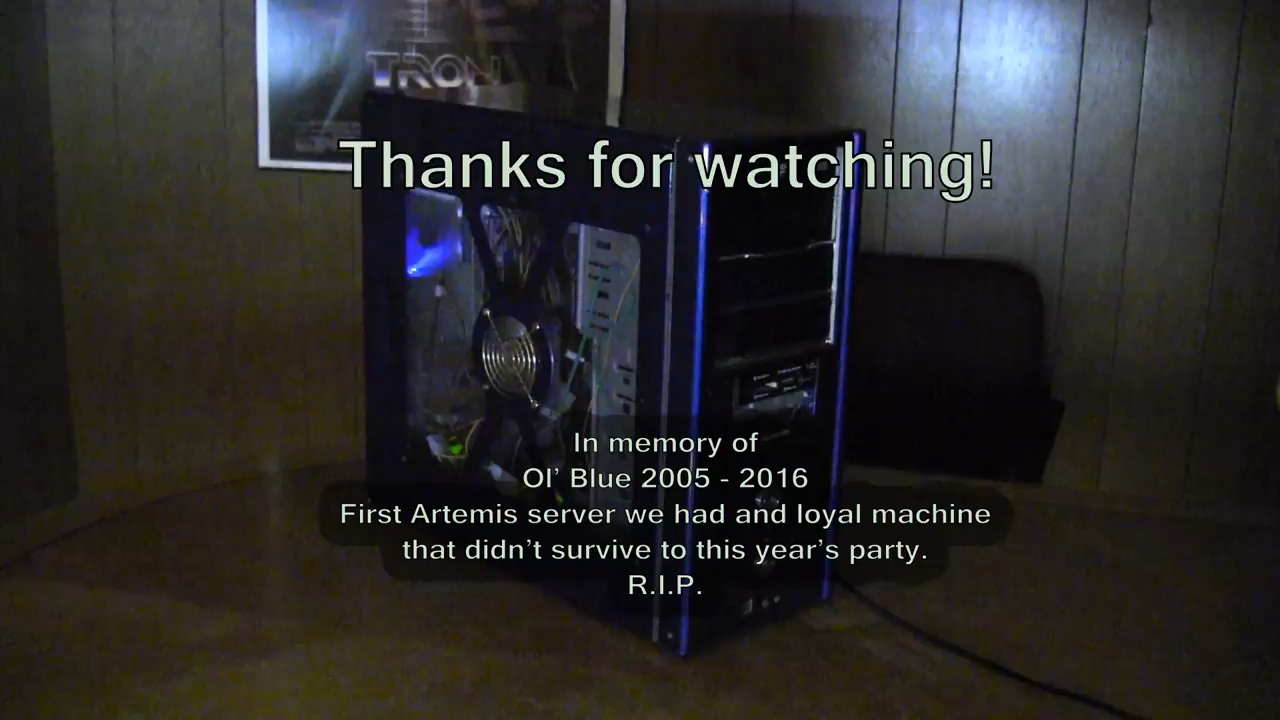 TRON
Thanks for watching!
In memory of
Ol’ Blue 2005 - 2016
First Artemis server we had and loyal machine
that didn’t survive to this year’s party.
R.I.P.